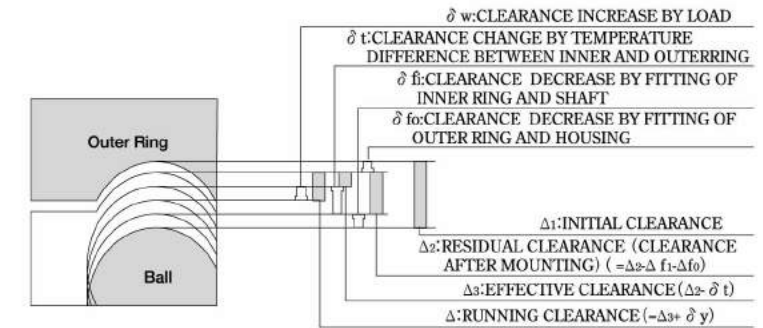 δ w:CLEARANCE INCREASE BY LOAD
δ t:CLEARANCE CHANGE BY TEMPERATURE
DIFFERENCE BETWEEN INNER AND OUTERRING
δ fi:CLEARANCE DECREASE BY FITTING OF
INNER RING AND SHAFT
δ fo:CLEARANCE DECREASE BY FITTING OF
OUTER RING AND HOUSING
Outer Ring
Ball
Δ1:INITIAL CLEARANCE
Δ2:RESIDUAL CLEARANCE (CLEARANCE
AFTER MOUNTING) ( =Δ2-Δ f1-Δf0)
Δ3:EFFECTIVE CLEARANCE(Δ2- δ t)
Δ:RUNNING CLEARANCE(=Δ3+ δ y)